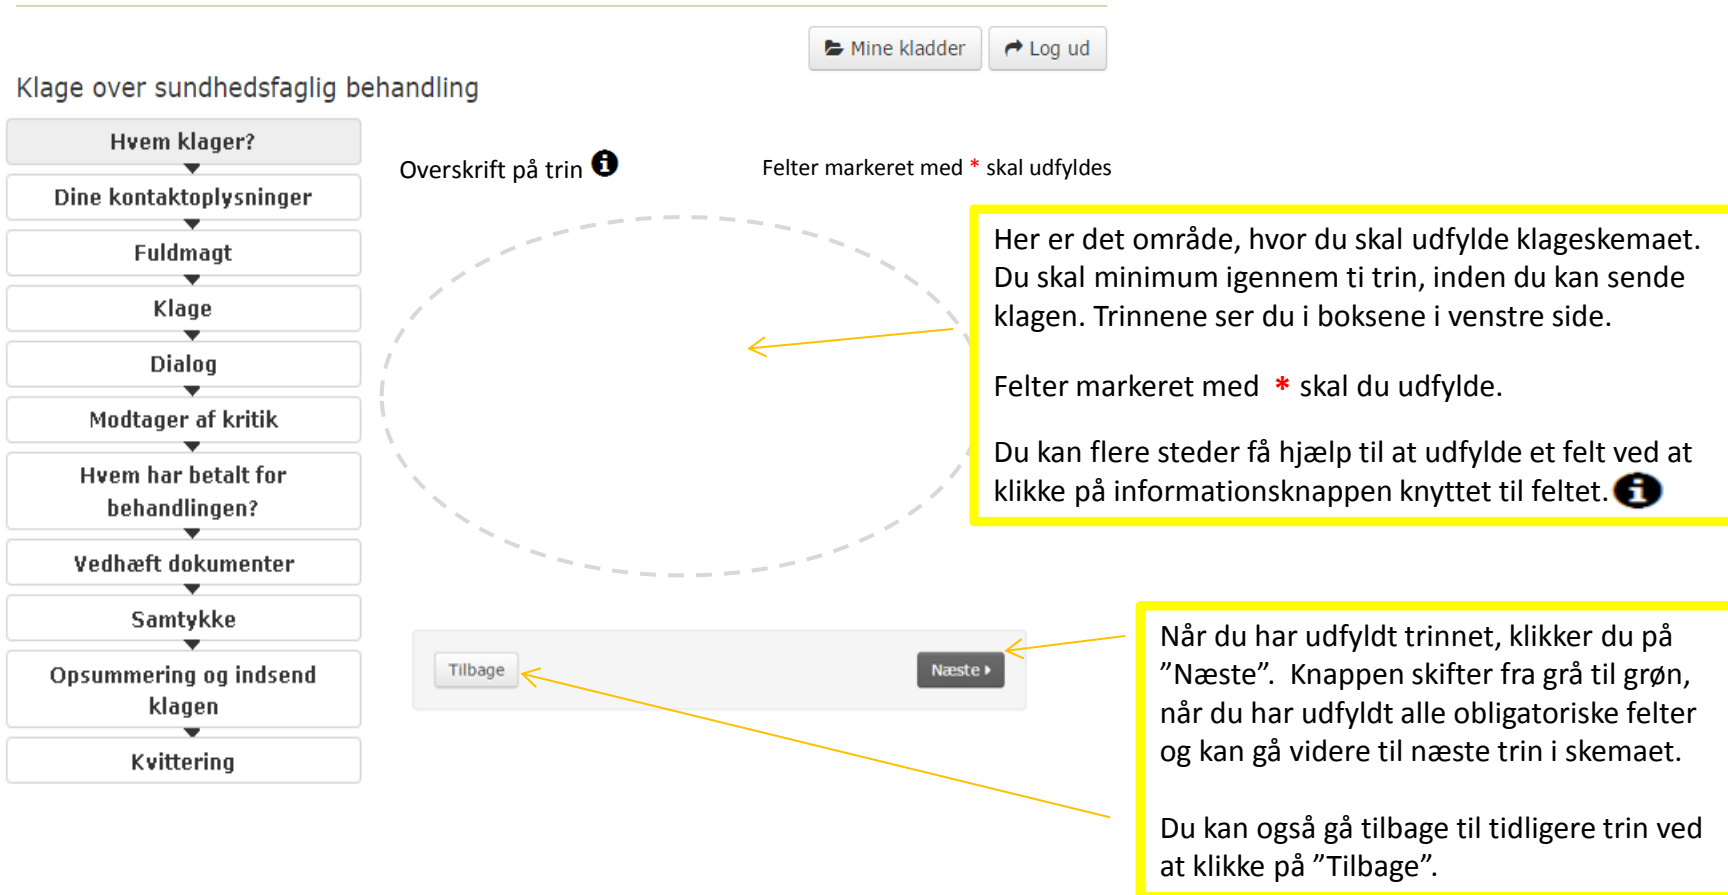 Mine kladder
Log ud
Klage over sundhedsfaglig behandling
Hvem klager?
Dine kontaktoplysninger
Fuldmagt
Klage
Dialog
Modtager af kritik
Hvem har betalt for
behandlingen?
Vedhæft dokumenter
Samtykke
Opsummering og indsend
klagen
Kvittering
Overskrift på trin
Felter markeret med * skal udfyldes
Her er det område, hvor du skal udfylde klageskemaet.
Du skal minimum igennem ti trin, inden du kan sende
klagen. Trinnene ser du i boksene i venstre side.
Felter markeret med * skal du udfylde.
Du kan flere steder få hjælp til at udfylde et felt ved at
klikke på informationsknappen knyttet til feltet.
Tilbage
Næste
Når du har udfyldt trinnet, klikker du på
”Næste”. Knappen skifter fra grå til grøn,
når du har udfyldt alle obligatoriske felter
og kan gå videre til næste trin i skemaet.
Du kan også gå tilbage til tidligere trin ved
at klikke på ”Tilbage”.